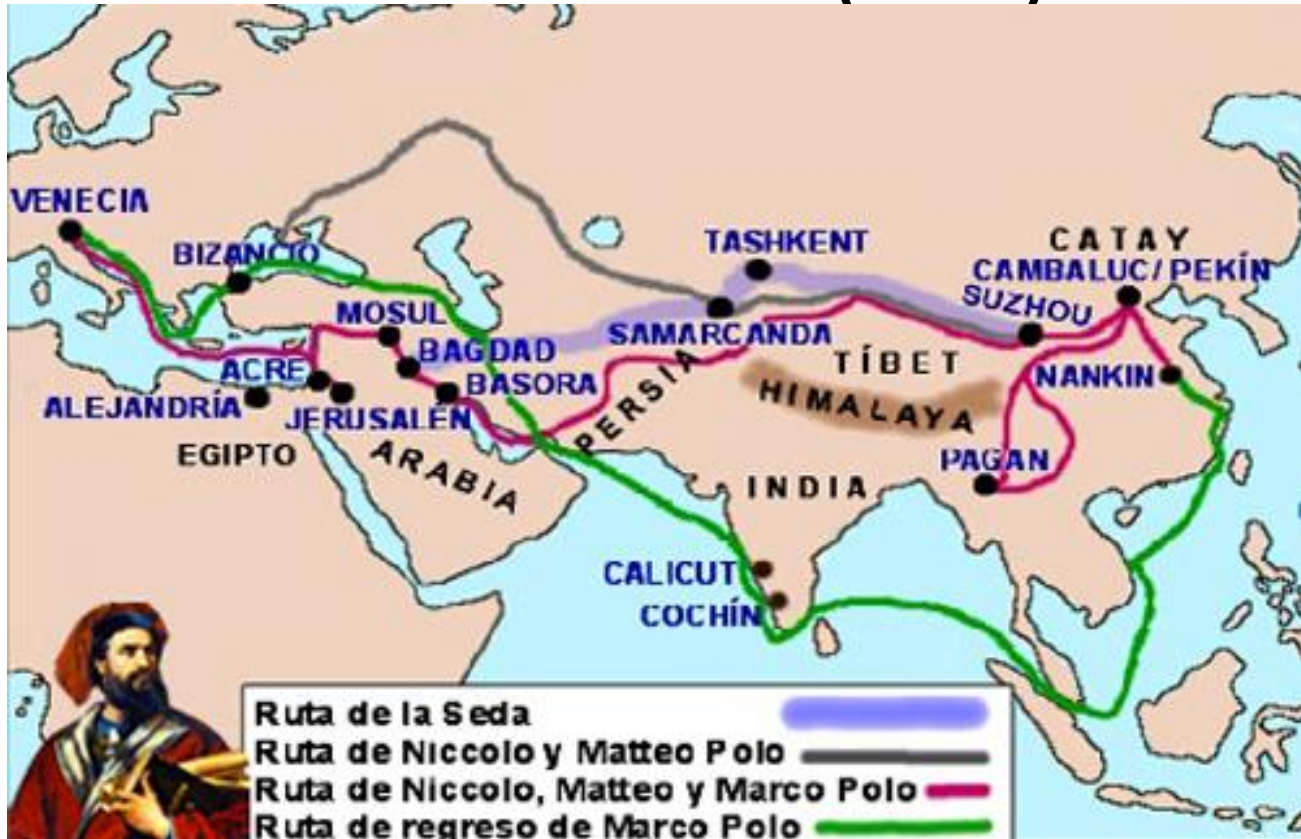 VENECIA
BIZANCIO
TASHKENT
CATAY
CAMBALUC/PEKÍN
SUZHOU
MOSUL
SAMARCANDA
BAGDAD
TÍBET
ACRE
BASORA
PERSIA
HIMALAYA
NANKIN
ALEJANDRÍA
JERUSALÉN
EGIPTO
ARABIA
PAGAN
INDIA
CALICUT
COCHÍN
Ruta de la Seda
Ruta de Niccolo y Matteo Polo
Ruta de Niccolo, Matteo y Marco Polo
Ruta de regreso de Marco Polo